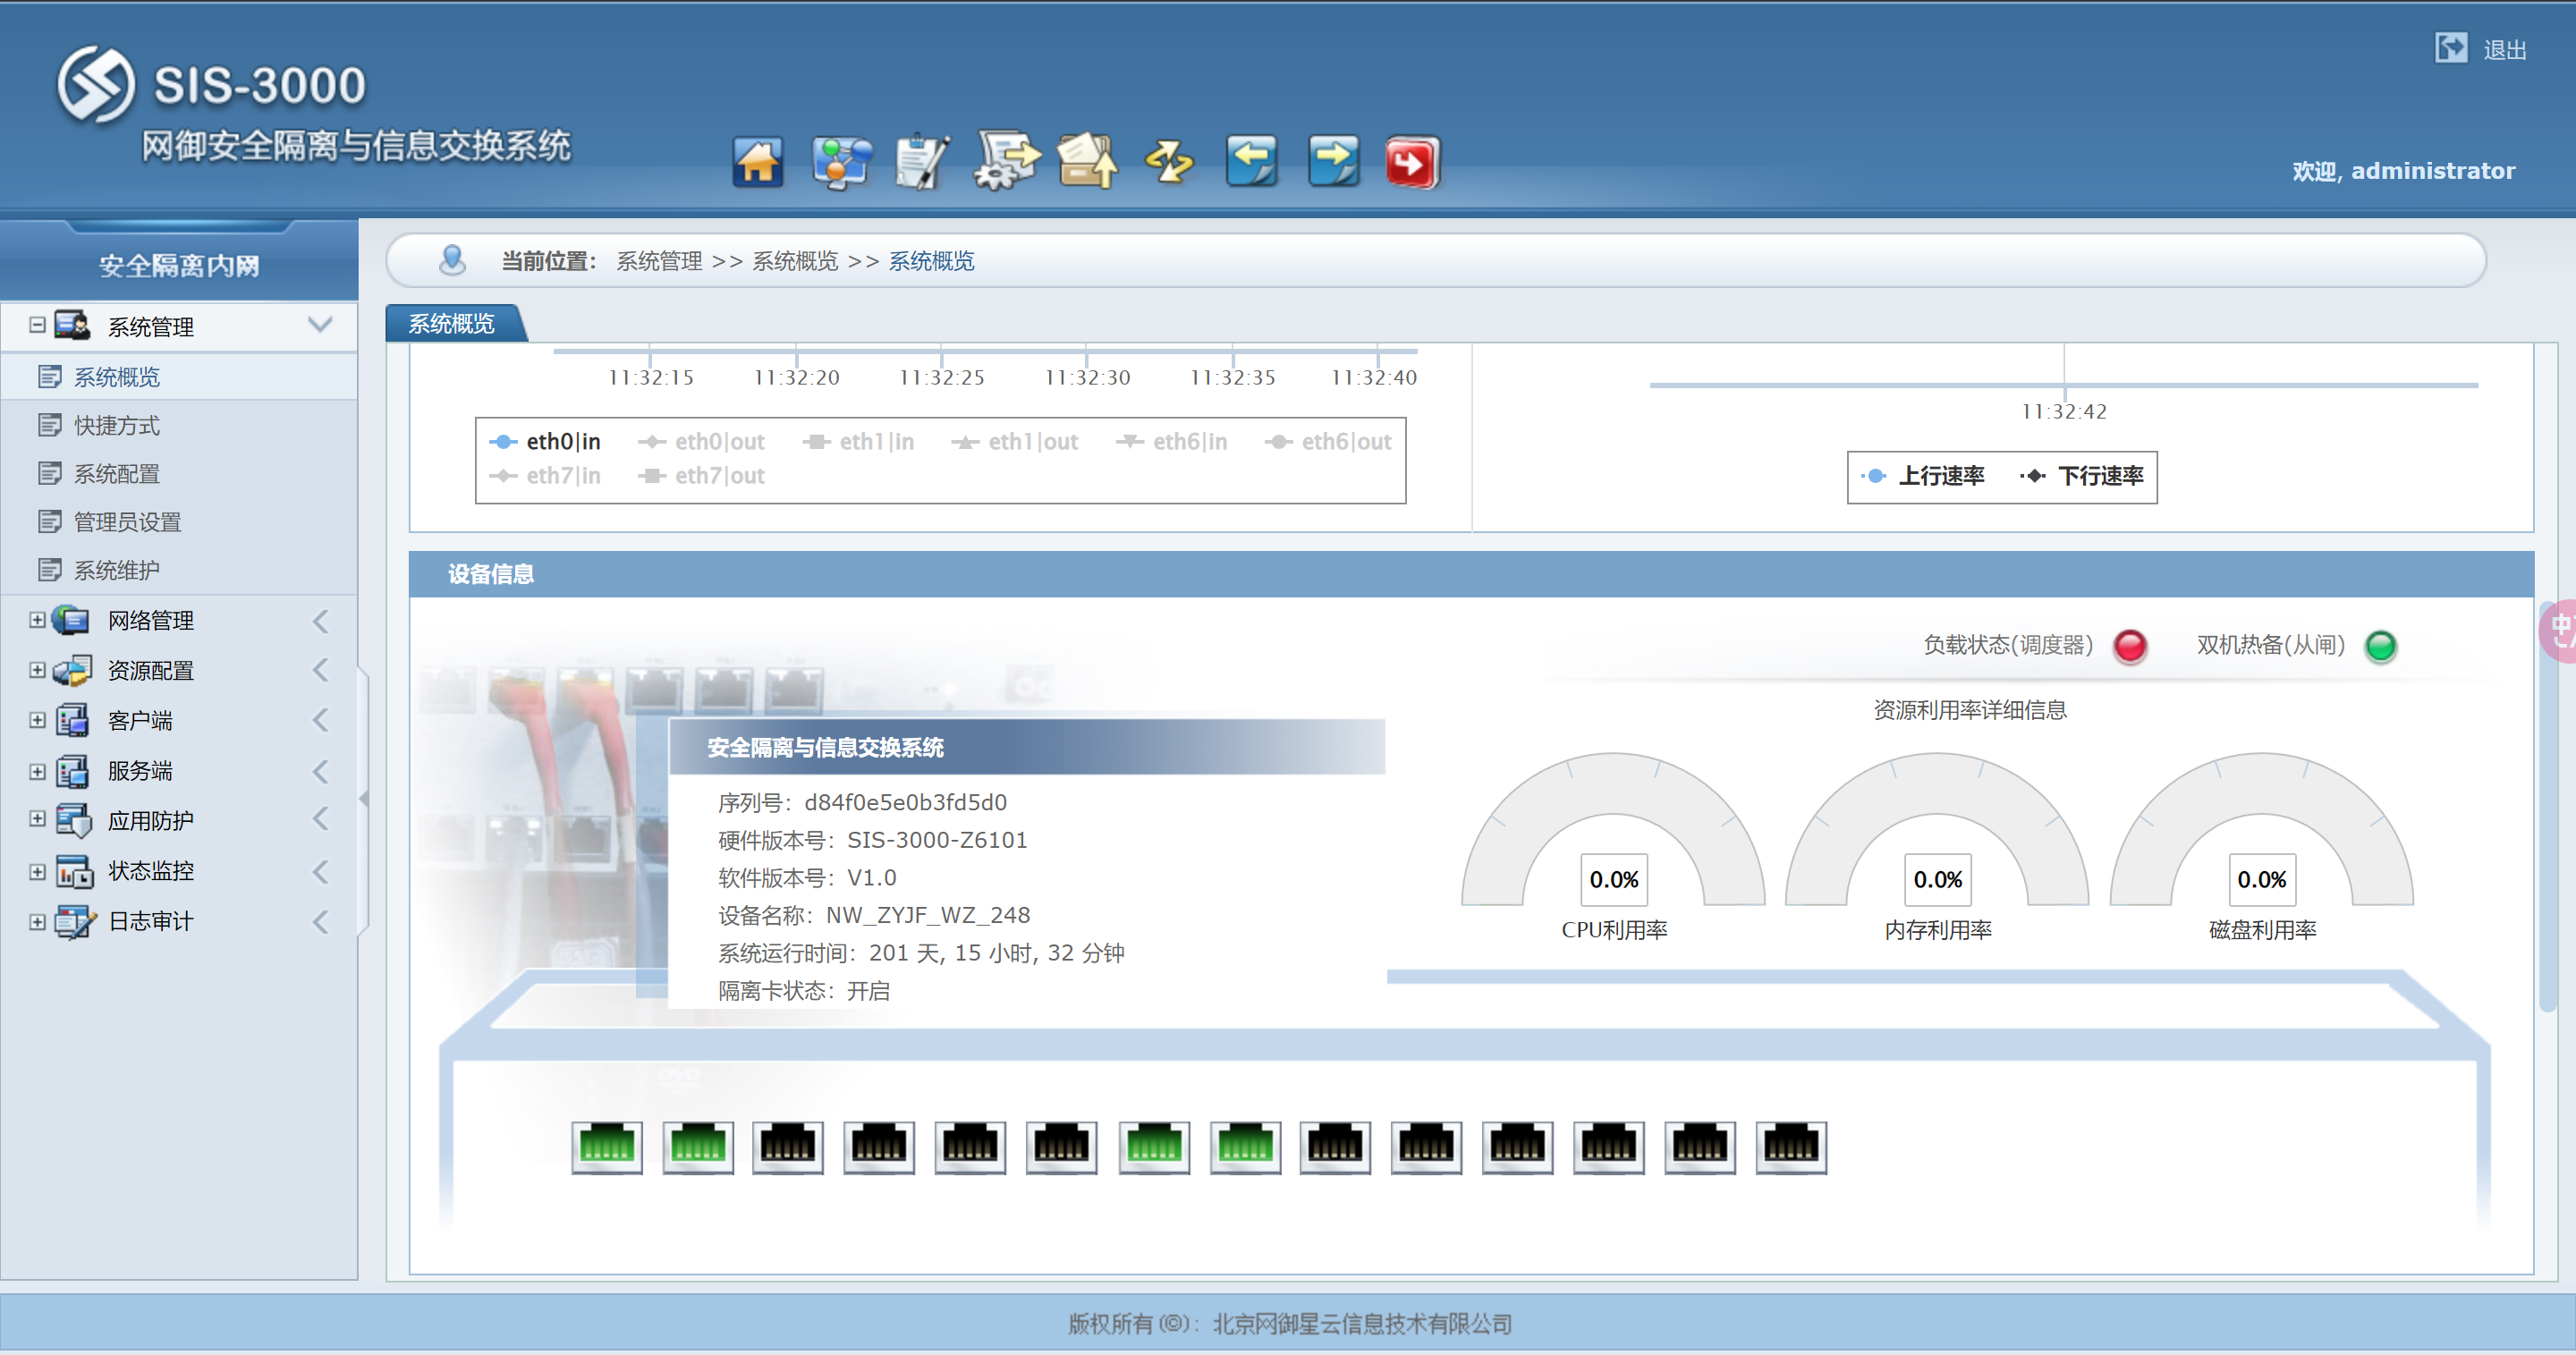 退出
SIS-3000
网御安全隔离与信息交换系统
欢迎, administrator
安全隔离内网
当前位置： 系统管理 >> 系统概览 >> 系统概览
系统概览
系统管理
系统概览
快捷方式
系统配置
管理员设置
系统维护
网络管理
资源配置
客户端
服务端
应用防护
状态监控
日志审计
11:32:15 11:32:20 11:32:25 11:32:30 11:32:35 11:32:40
eth0|in eth0|out eth1|in eth1|out eth6|in eth6|out
eth7|in eth7|out
11:32:42
上行速率 下行速率
设备信息
负载状态(调度器) 双机热备(从闸)
资源利用率详细信息
安全隔离与信息交换系统
序列号：d84f0e5e0b3fd5d0
硬件版本号：SIS-3000-Z6101
软件版本号：V1.0
设备名称：NW_ZYJF_WZ_248
系统运行时间：201 天, 15 小时, 32 分钟
隔离卡状态：开启
0.0% 0.0% 0.0%
CPU利用率 内存利用率 磁盘利用率
中
版权所有(©)：北京网御星云信息技术有限公司